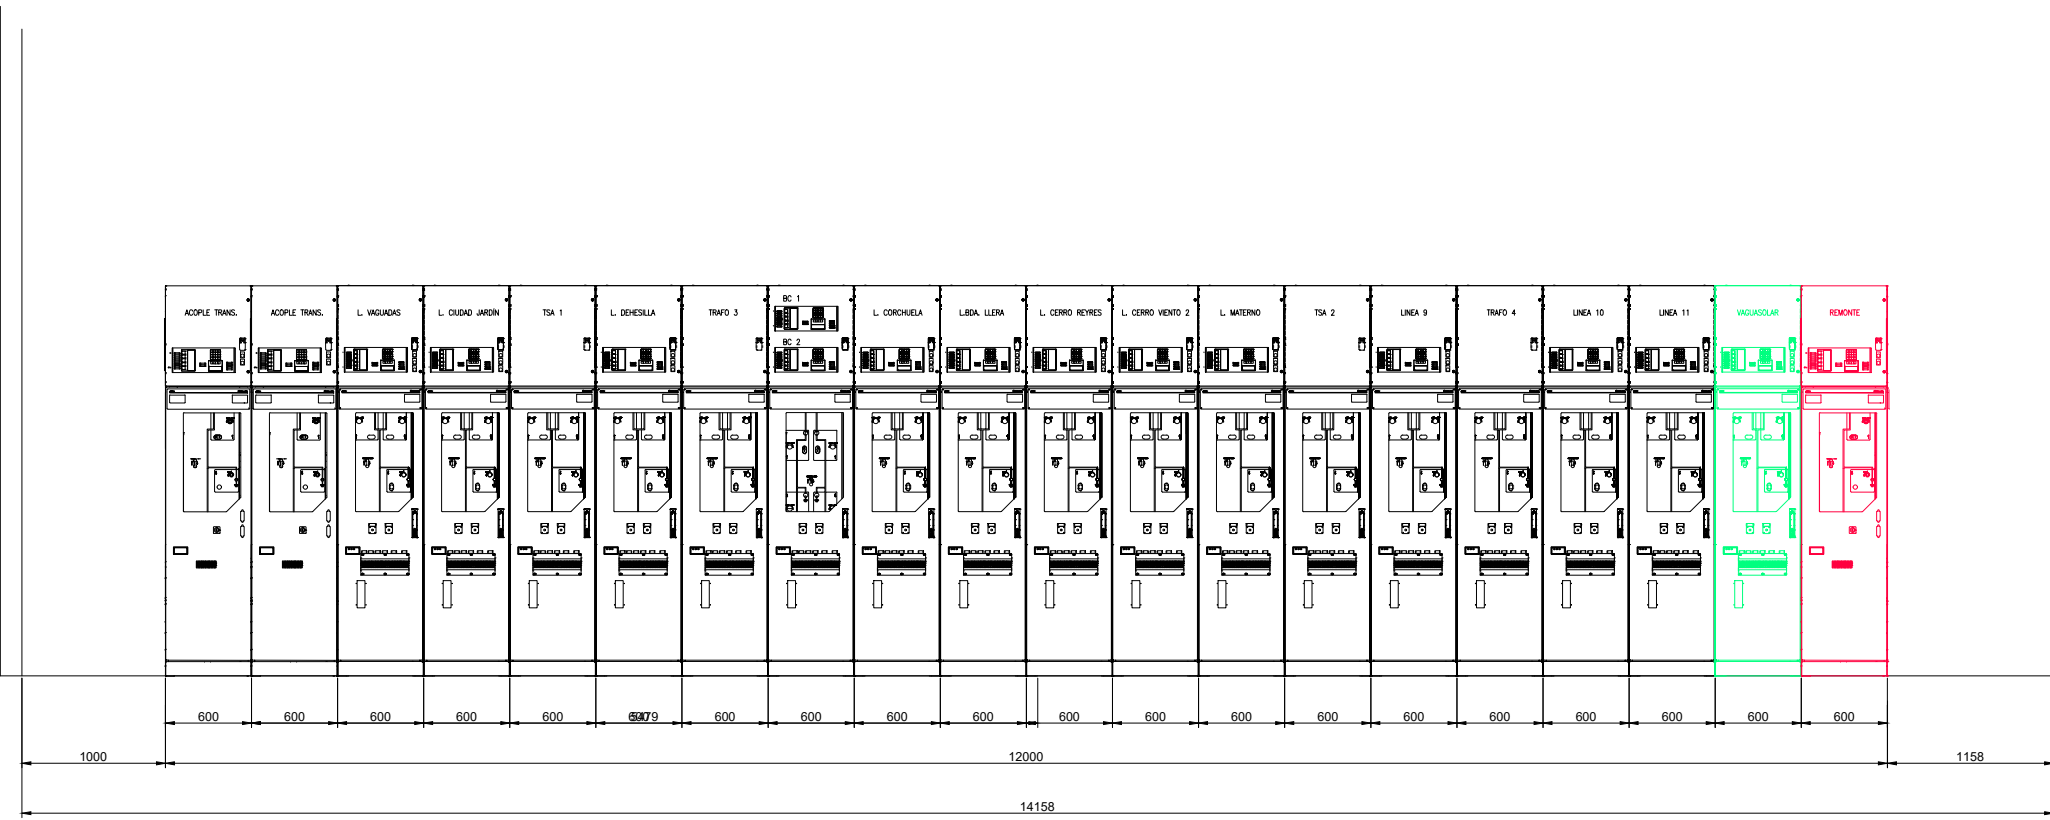 BC 1
ACOPLE TRANS. ACOPLE TRANS. L. VAGUADAS L. CIUDAD JARDÍN TSA 1 L. DEHESILLA TRAFO 3 L. CORCHUELA L.BDA. LLERA L. CERRO REYRES L. CERRO VIENTO 2 L. MATERNO TSA 2 LINEA 9 TRAFO 4 LINEA 10 LINEA 11 VAGUASOLAR REMONTE
BC 2
600 600 600 600 600 600 600 600 600 600 600 600 600 600 600 600 600 600 600
1000 12000 1158
14158